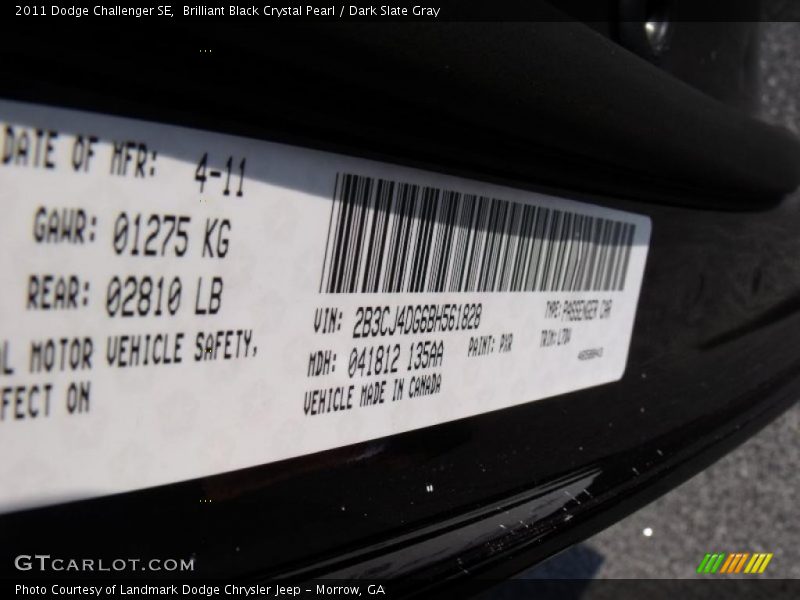 2011 Dodge Challenger SE, Brilliant Black Crystal Pearl / Dark Slate Gray
DATE OF MFR: 4-11
GAWR: 01275 KG
REAR: 02810 LB
L MOTOR VEHICLE SAFETY,
FECT ON
VIN: 2B3CJ4DG6BH561828
TYPE: PASSENGER CAR
MDH: 041812 135AA
PAINT: PXR
TRIM:
VEHICLE MADE IN CANADA
GTCARLOT.COM
Photo Courtesy of Landmark Dodge Chrysler Jeep - Morrow, GA